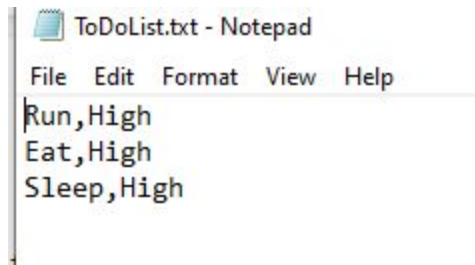 ToDoList.txt - Notepad
File Edit Format View Help
Run,High
Eat,High
Sleep,High